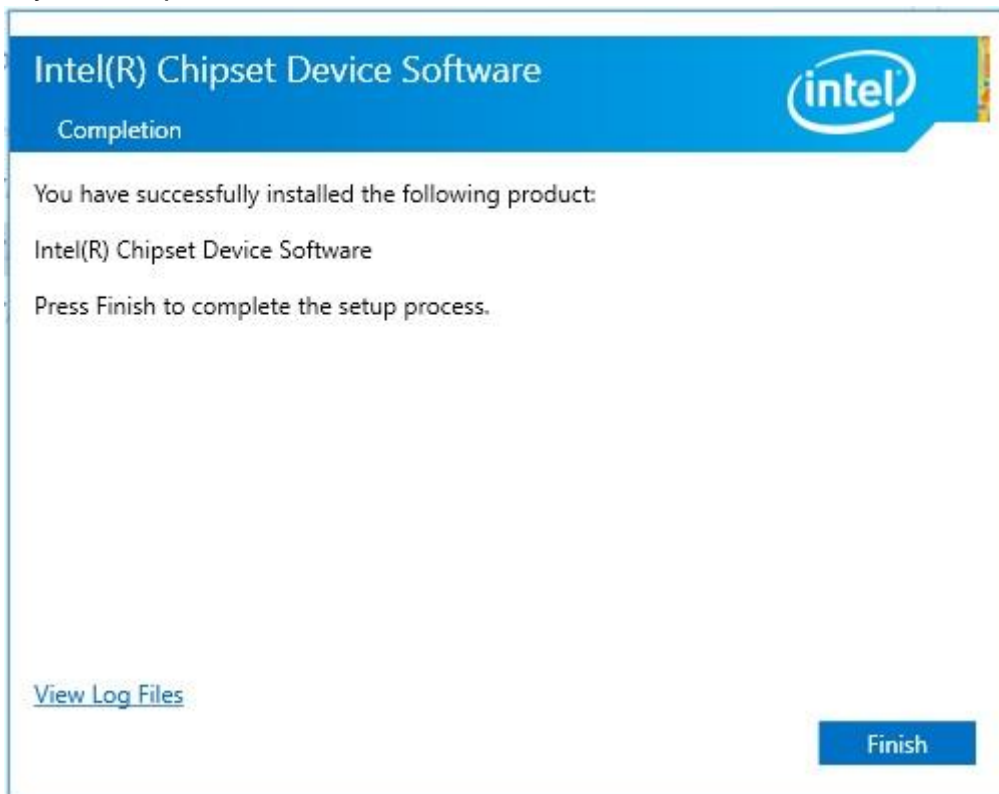 Intel(R) Chipset Device Software
intel
Completion
You have successfully installed the following product:
Intel(R) Chipset Device Software
Press Finish to complete the setup process.
View Log Files
Finish